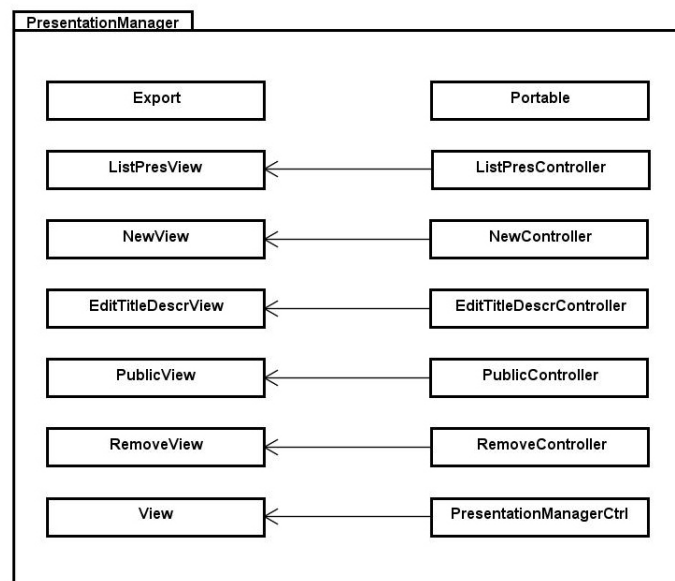 PresentationManager
Export
Portable
ListPresView
ListPresController
NewView
NewController
EditTitleDescrView
EditTitleDescrController
PublicView
PublicController
RemoveView
RemoveController
View
PresentationManagerCtrl